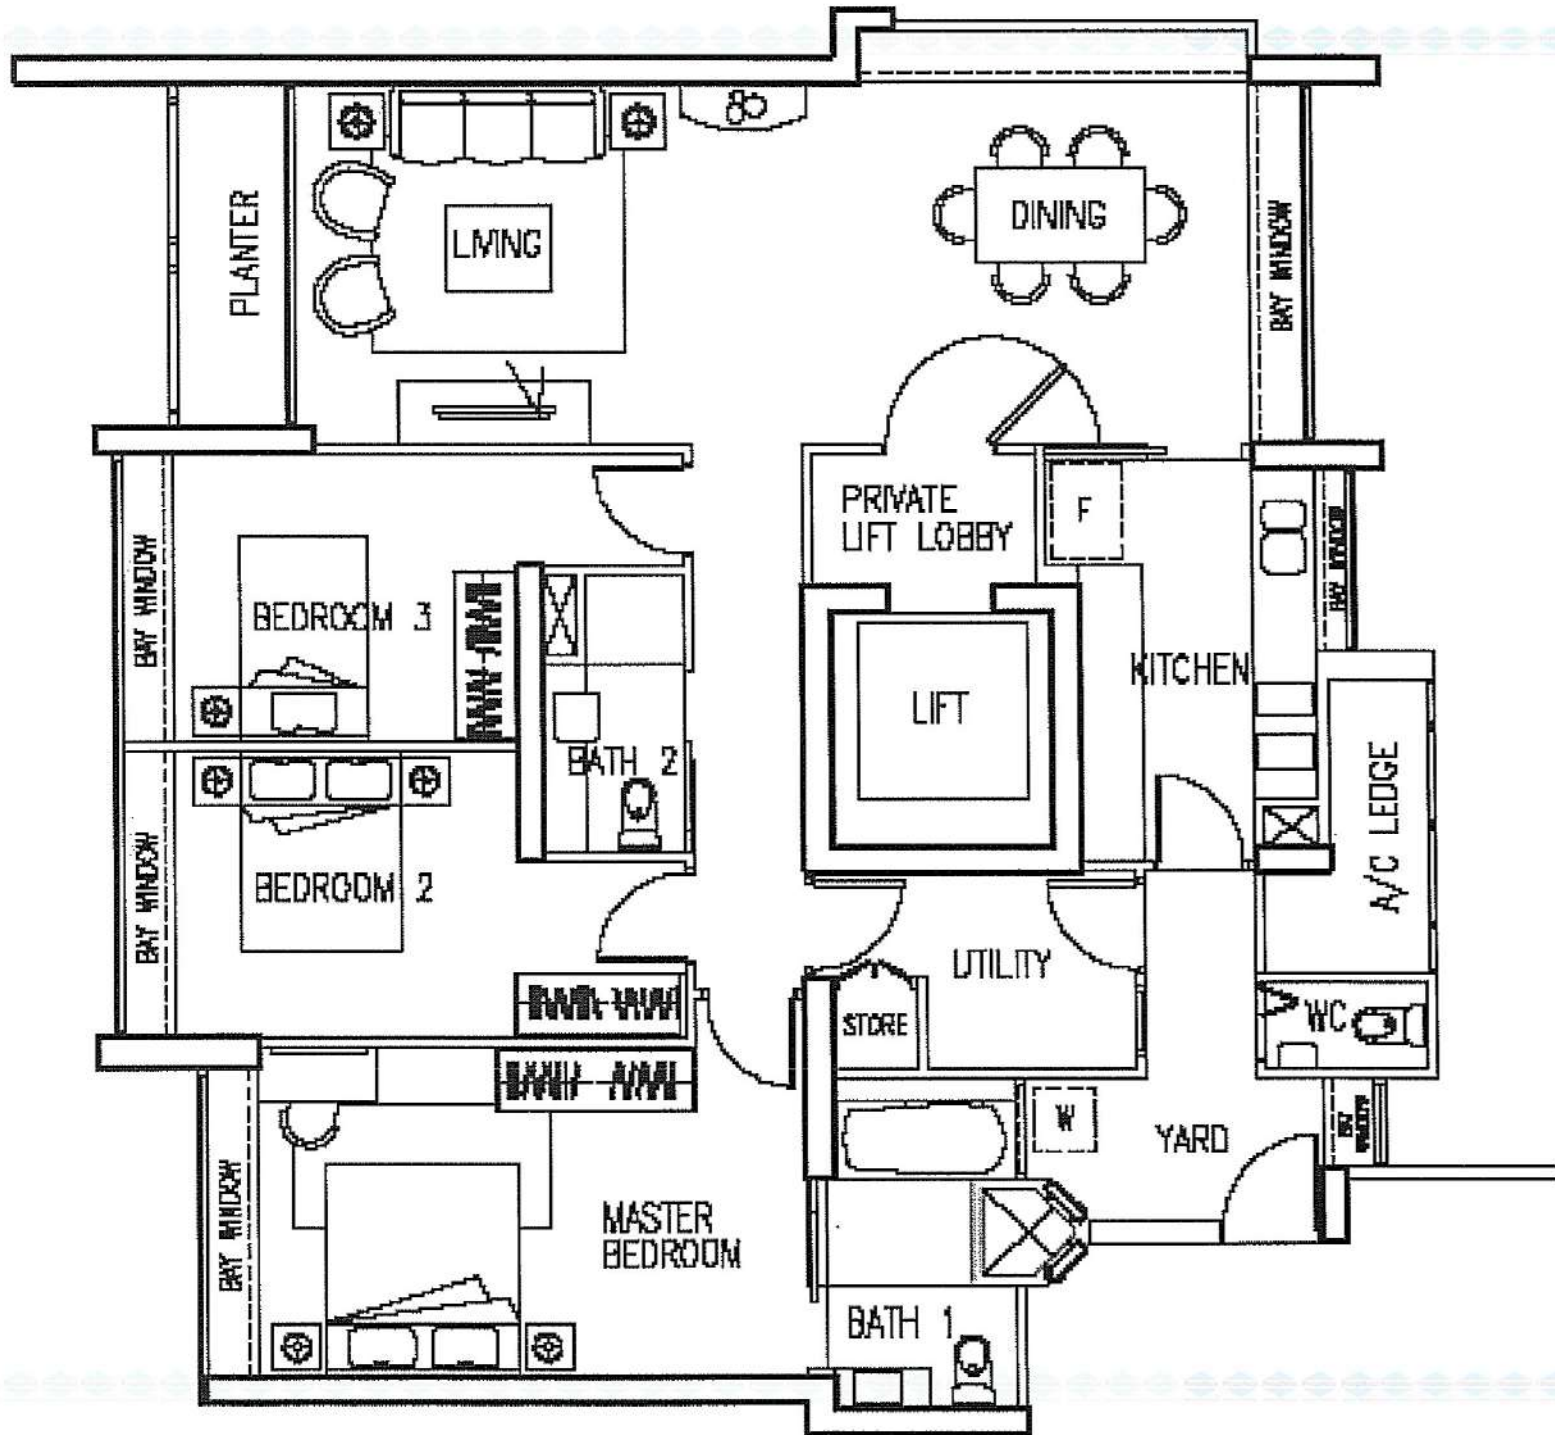 PLANTER
LIVING
DINING
BAY WINDOW
PRIVATE
LIFT LOBBY
F
BAY WINDOW
BEDROOM 3
BAY WINDOW
KITCHEN
LIFT
BATH 2
A/C LEDGE
BAY WINDOW
BEDROOM 2
UTILITY
STORE
WC
W
YARD
BAY WINDOW
MASTER
BEDROOM
BATH 1